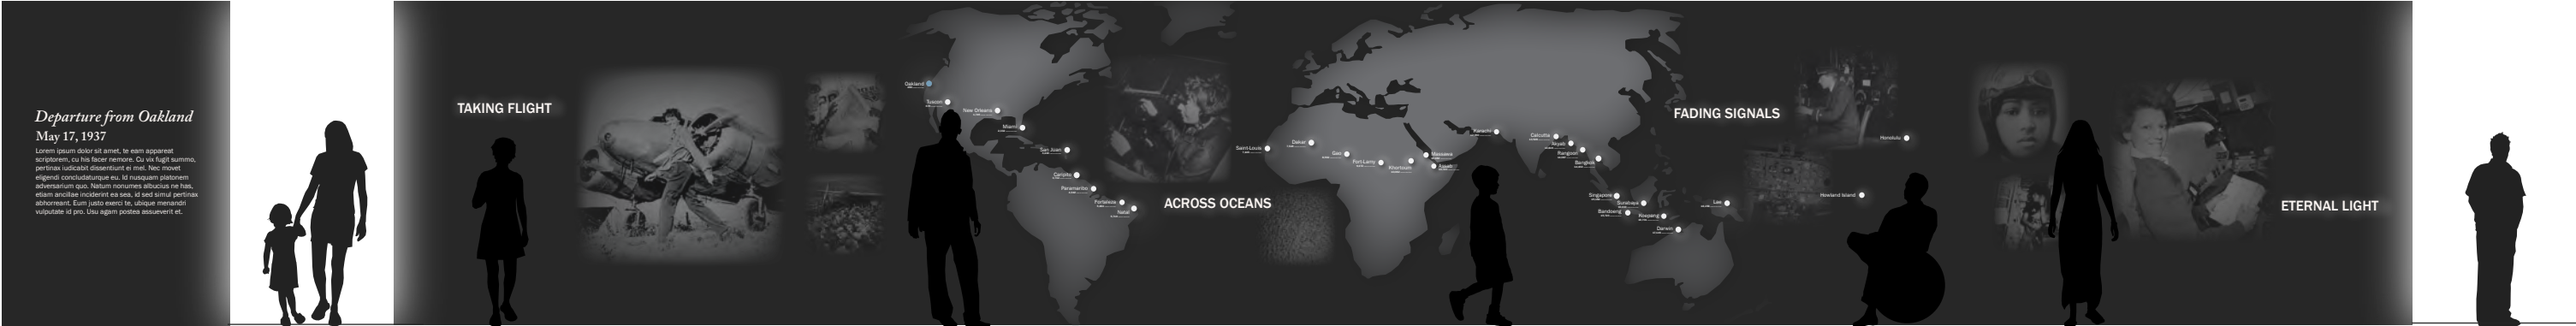 Departure from Oakland
May 17, 1937
Lorem ipsum dolor sit amet, te eam appareat
scriptorem, cu his facer nemore. Cu vix fugit summo,
pertinax iudicabit dissentiunt ei mel. Nec movet
eligendi concludaturque eu. Id nusquam platonem
adversarium quo. Natum nonumes albucius ne has,
etiam ancillae inciderint ea sea, id sed simul pertinax
abhorreant. Eum justo exerci te, ubique menandri
vulputate id pro. Usu agam postea assueverit et.
TAKING FLIGHT
Oakland
Tucson
New Orleans
Miami
San Juan
Caripito
Paramaribo
Fortaleza
Natal
ACROSS OCEANS
Saint-Louis
Dakar
Gao
Fort-Lamy
Khartoum
Massawa
Assab
Karachi
Calcutta
Akyab
Rangoon
Bangkok
Singapore
Surabaya
Bandoeng
Koepang
Darwin
Lae
FADING SIGNALS
Honolulu
Howland Island
ETERNAL LIGHT